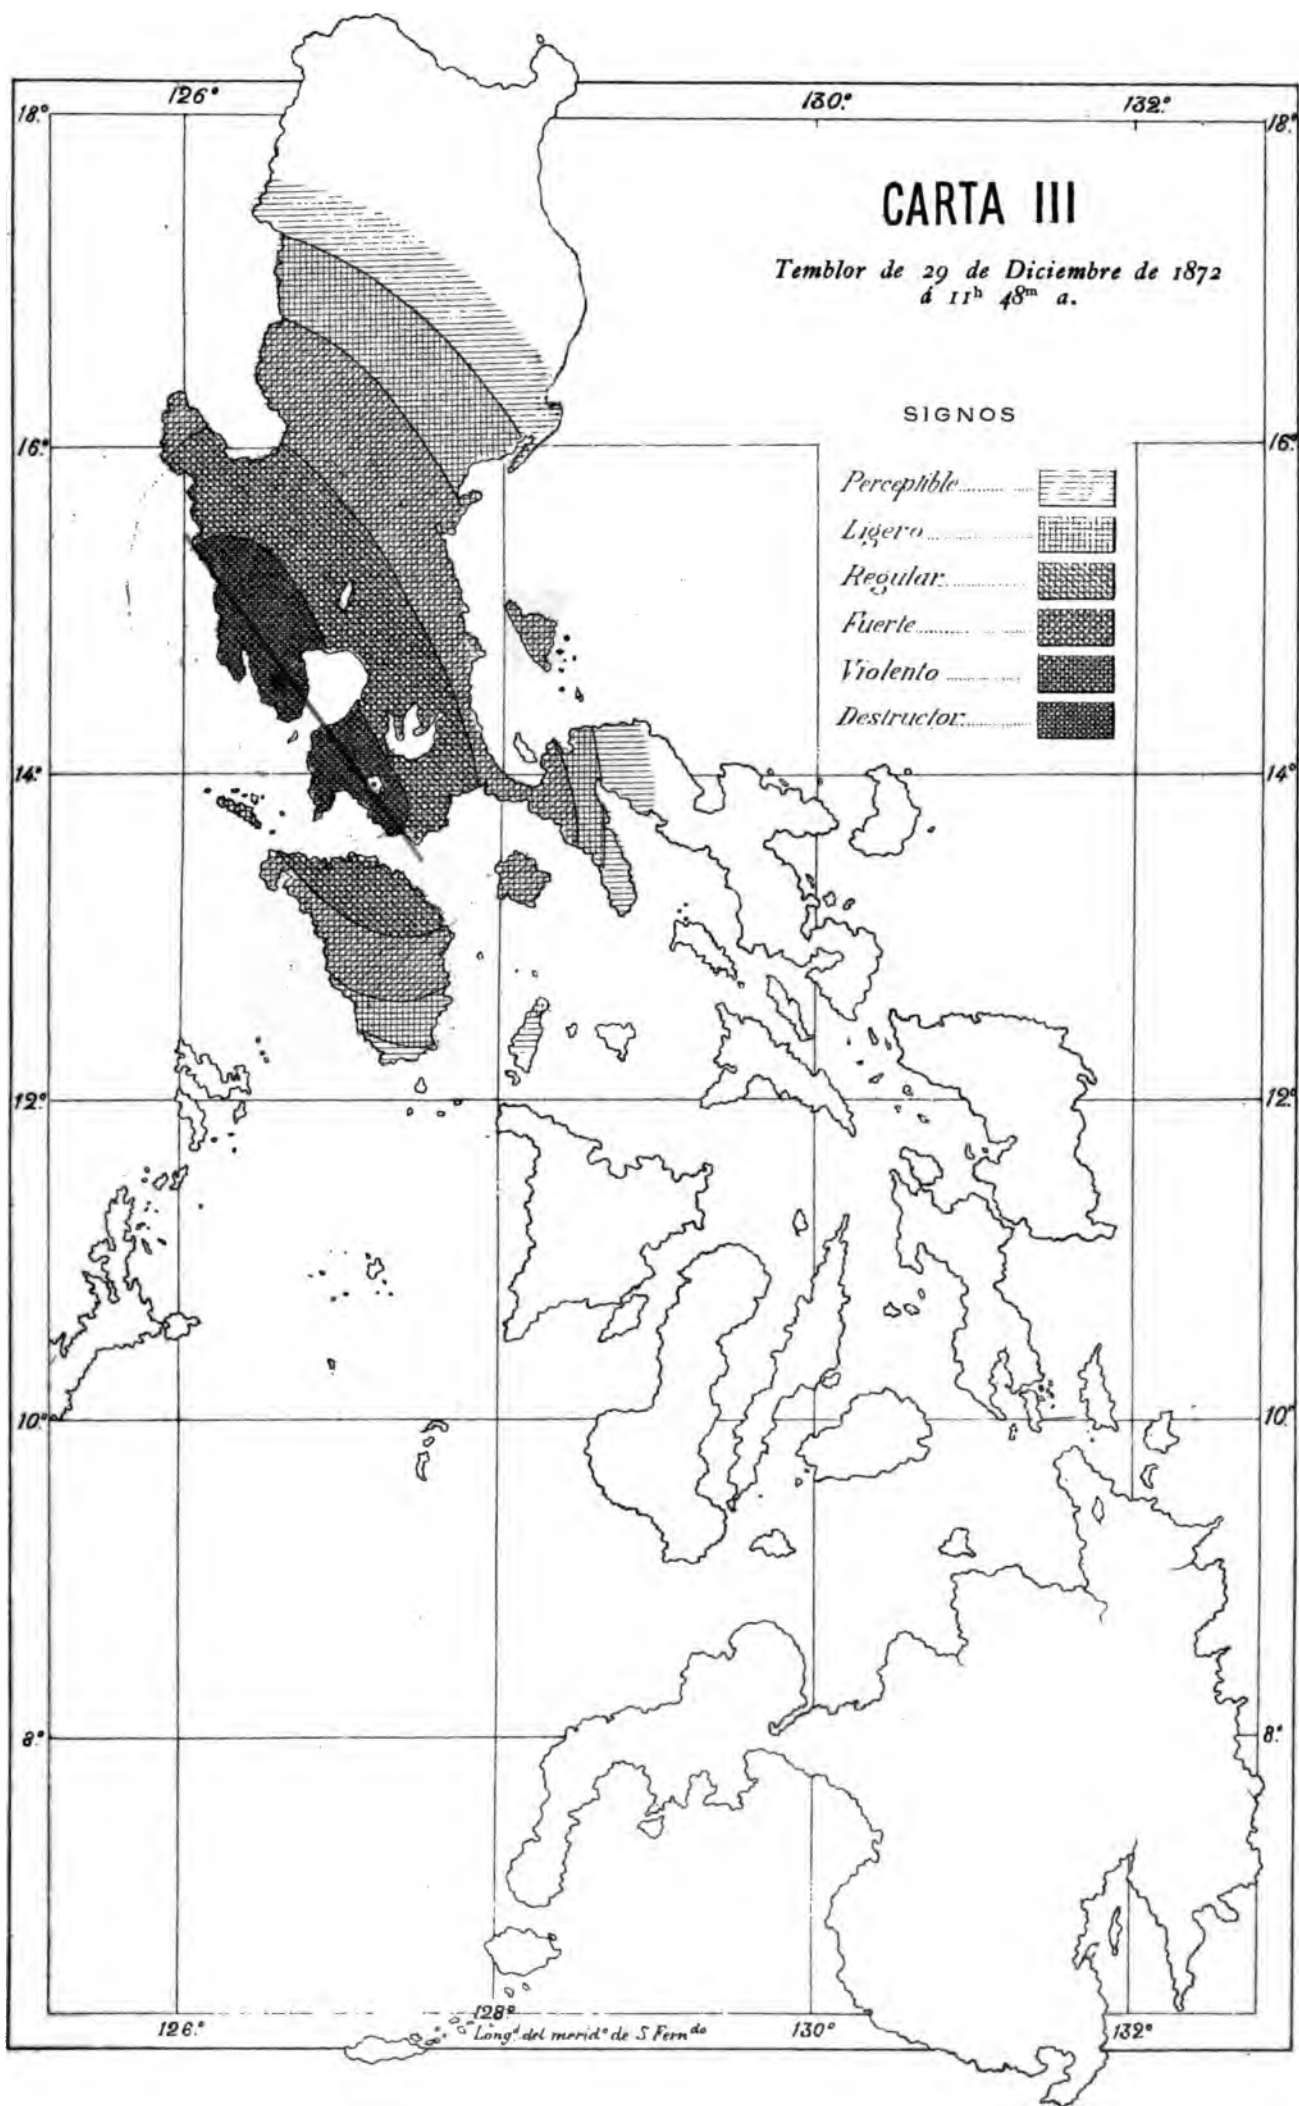 126° 130° 132°
18° 18°
CARTA III
Temblor de 29 de Diciembre de 1872
á 11ʰ 48ᵐ a.
SIGNOS
16° 16°
Perceptible
Ligero
Regular
Fuerte
Violento
Destructor
14° 14°
12° 12°
10° 10°
8° 8°
126° 128° 130° 132°
Longᵈ del meridº de S. Fernᵈº